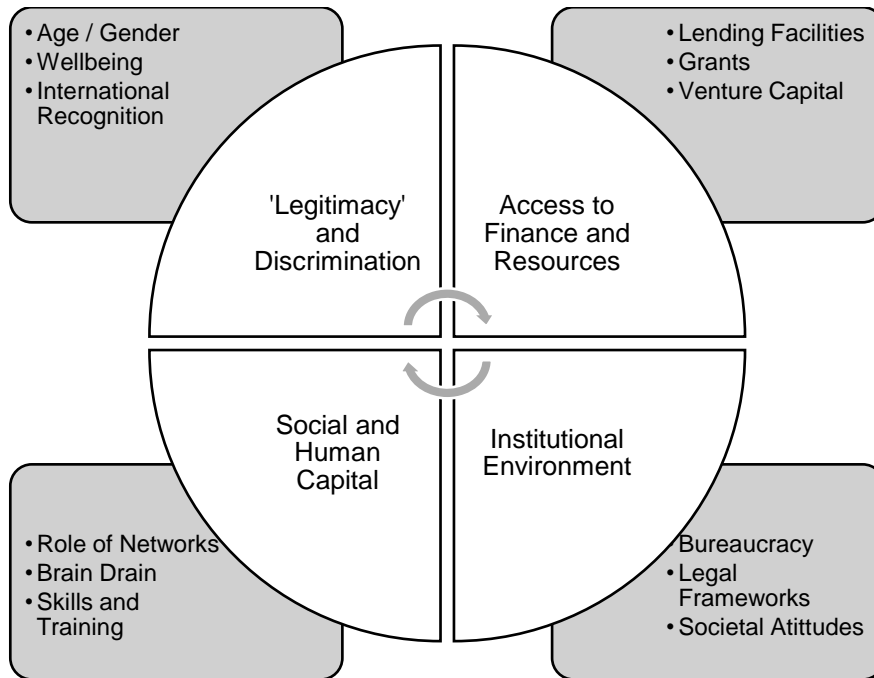 • Age / Gender
• Wellbeing
• International
Recognition
• Lending Facilities
• Grants
• Venture Capital
'Legitimacy'
and
Discrimination
Access to
Finance and
Resources
Social and
Human
Capital
Institutional
Environment
• Role of Networks
• Brain Drain
• Skills and
Training
• Bureaucracy
• Legal
Frameworks
• Societal Atittudes